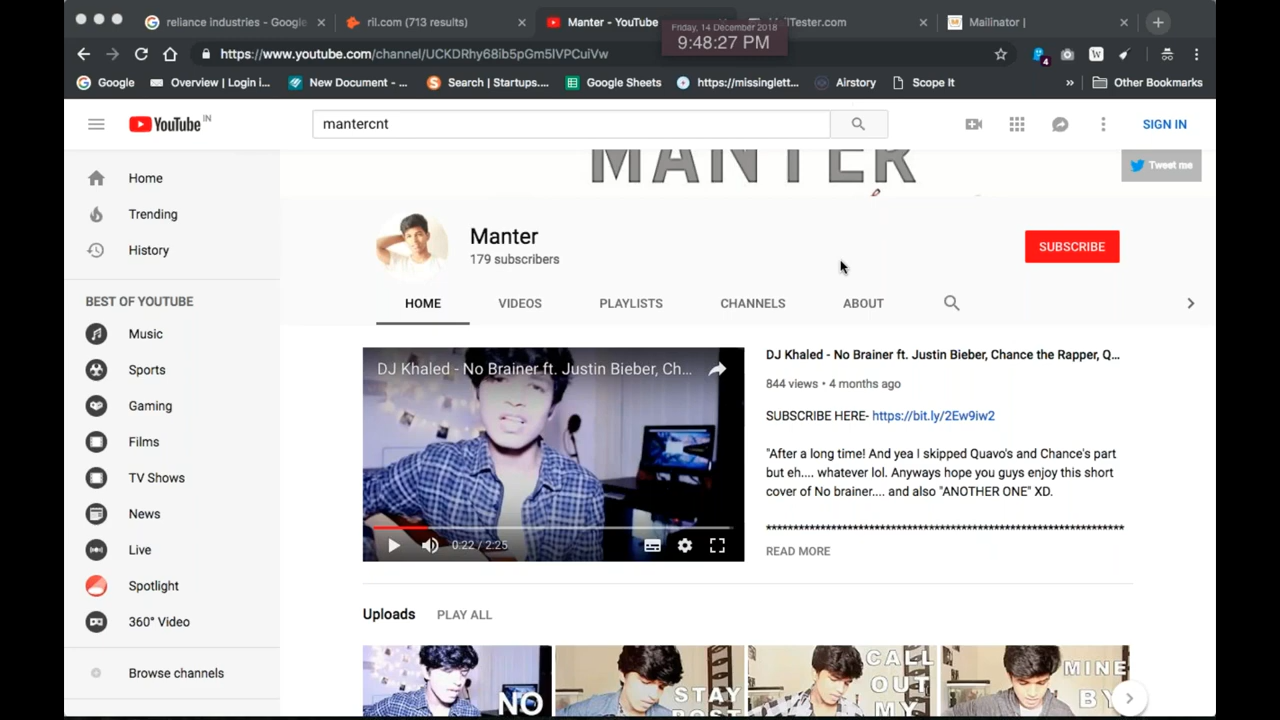 reliance industries - Google
ril.com (713 results)
Manter - YouTube
Tester.com
Mailinator |
Friday, 14 December 2018
9:48:27 PM
https://www.youtube.com/channel/UCKDRhy68ib5pGm5IVPCuiVw
4
W
Google
Overview | Login i...
New Document - ...
Search | Startups....
Google Sheets
https://missinglett...
Airstory
Scope It
»
Other Bookmarks
YouTube IN
mantercnt
SIGN IN
MANTER
Tweet me
Home
Trending
History
BEST OF YOUTUBE
Music
Sports
Gaming
Films
TV Shows
News
Live
Spotlight
360° Video
Browse channels
Manter
179 subscribers
SUBSCRIBE
HOME VIDEOS PLAYLISTS CHANNELS ABOUT
DJ Khaled - No Brainer ft. Justin Bieber, Ch...
0:22 / 2:25
DJ Khaled - No Brainer ft. Justin Bieber, Chance the Rapper, Q...
844 views • 4 months ago
SUBSCRIBE HERE- https://bit.ly/2Ew9iw2
"After a long time! And yea I skipped Quavo's and Chance's part
but eh.... whatever lol. Anyways hope you guys enjoy this short
cover of No brainer.... and also "ANOTHER ONE" XD.
************************************************************************
READ MORE
Uploads PLAY ALL
NO
STAY
POST
CALL
OUT
MY
MINE
BY